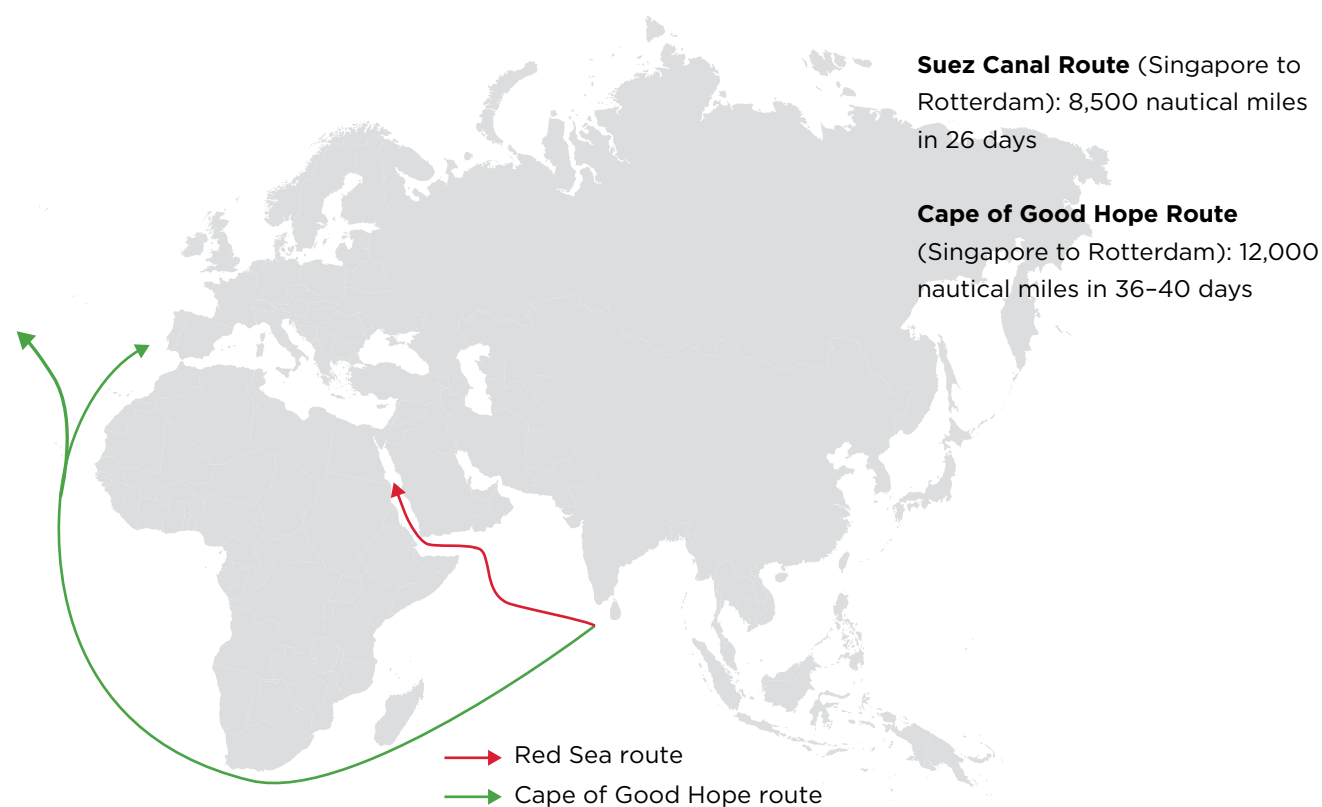 Suez Canal Route (Singapore to
Rotterdam): 8,500 nautical miles
in 26 days
Cape of Good Hope Route
(Singapore to Rotterdam): 12,000
nautical miles in 36–40 days
Red Sea route
Cape of Good Hope route